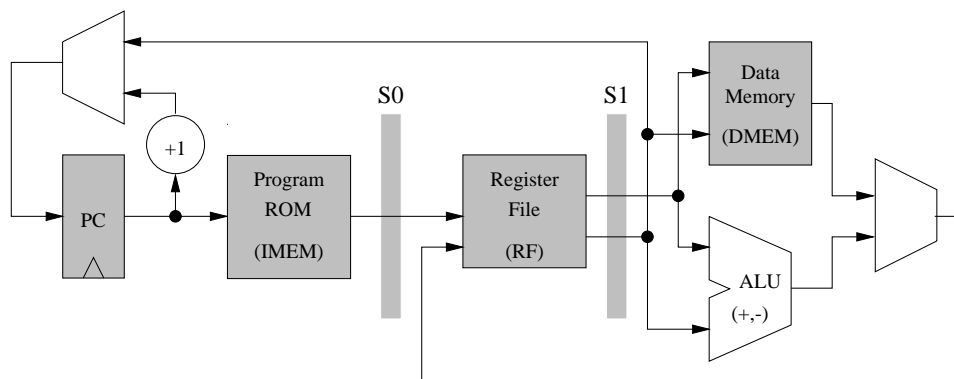 S0
S1
Data
Memory
(DMEM)
+1
PC
Program
ROM
(IMEM)
Register
File
(RF)
ALU
(+,-)